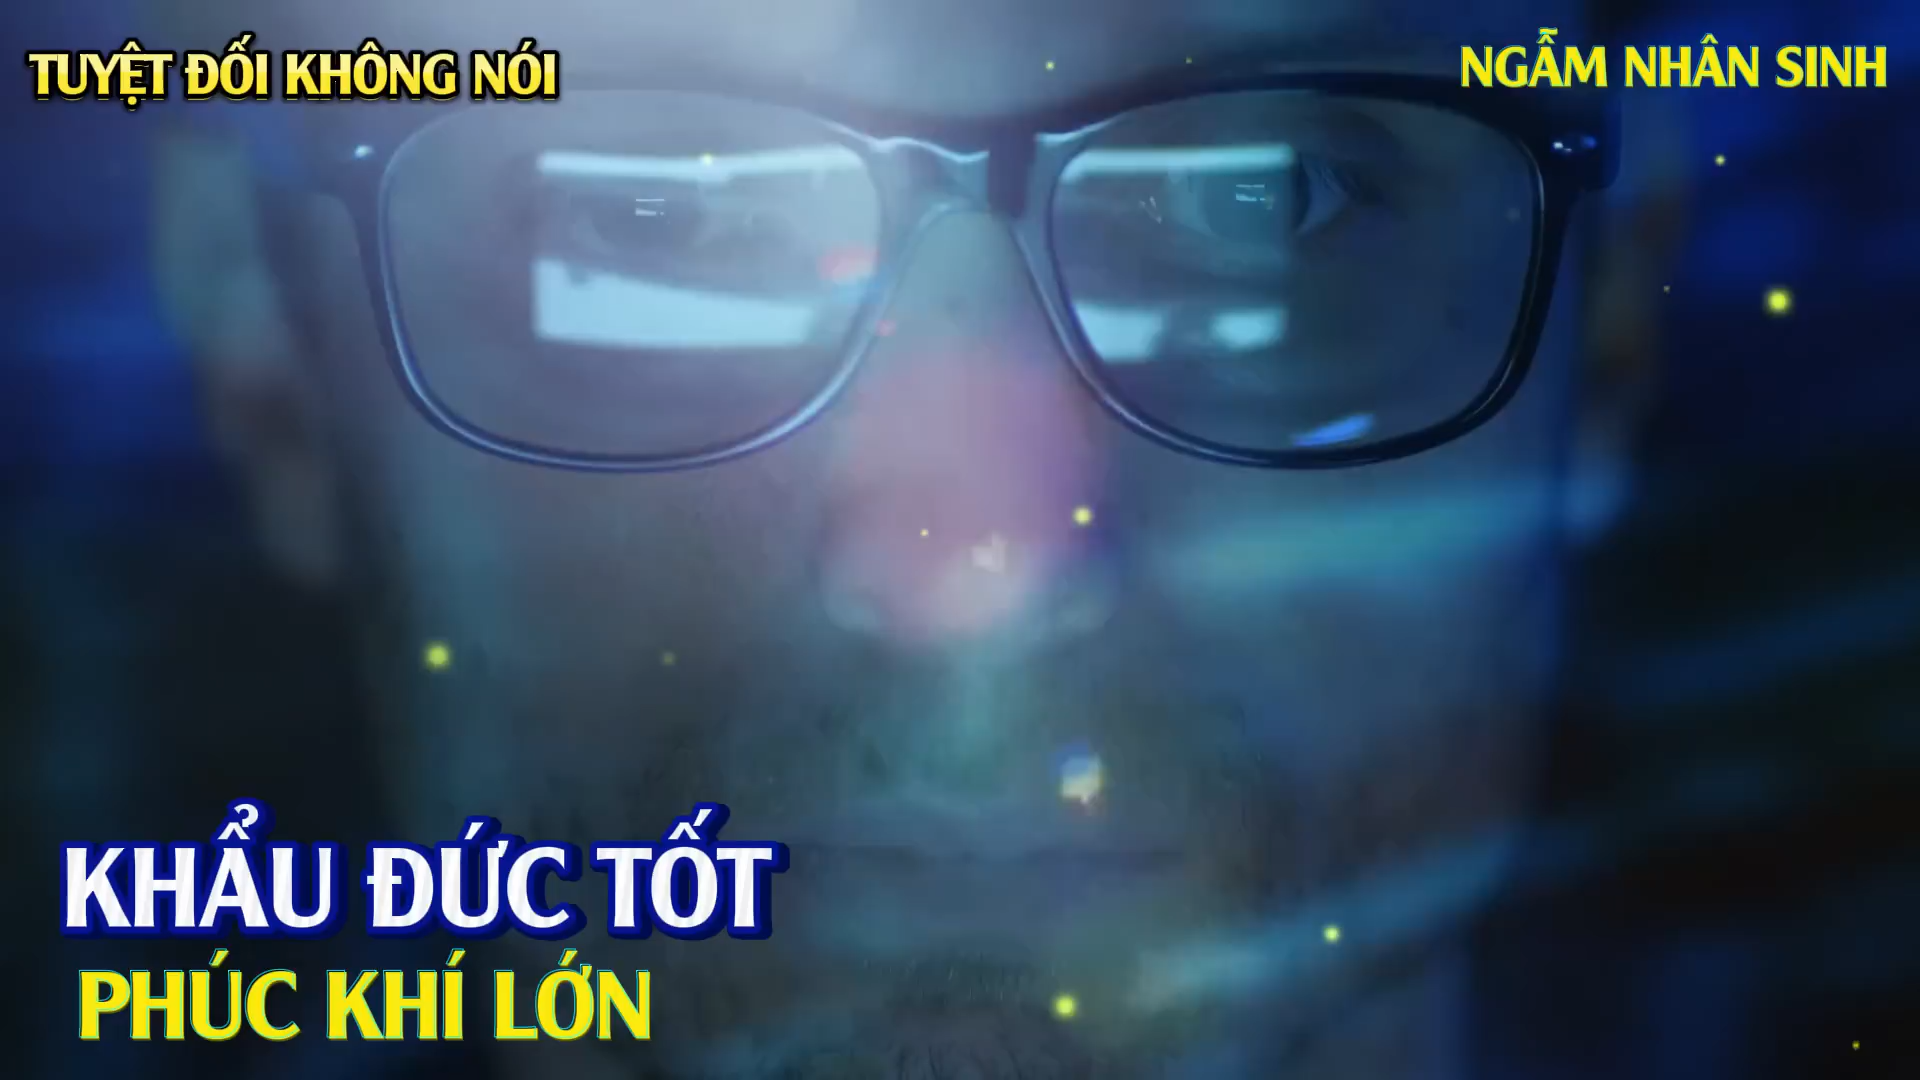 TUYỆT ĐỐI KHÔNG NÓI
NGẪM NHÂN SINH
KHẨU ĐỨC TỐT
PHÚC KHÍ LỚN